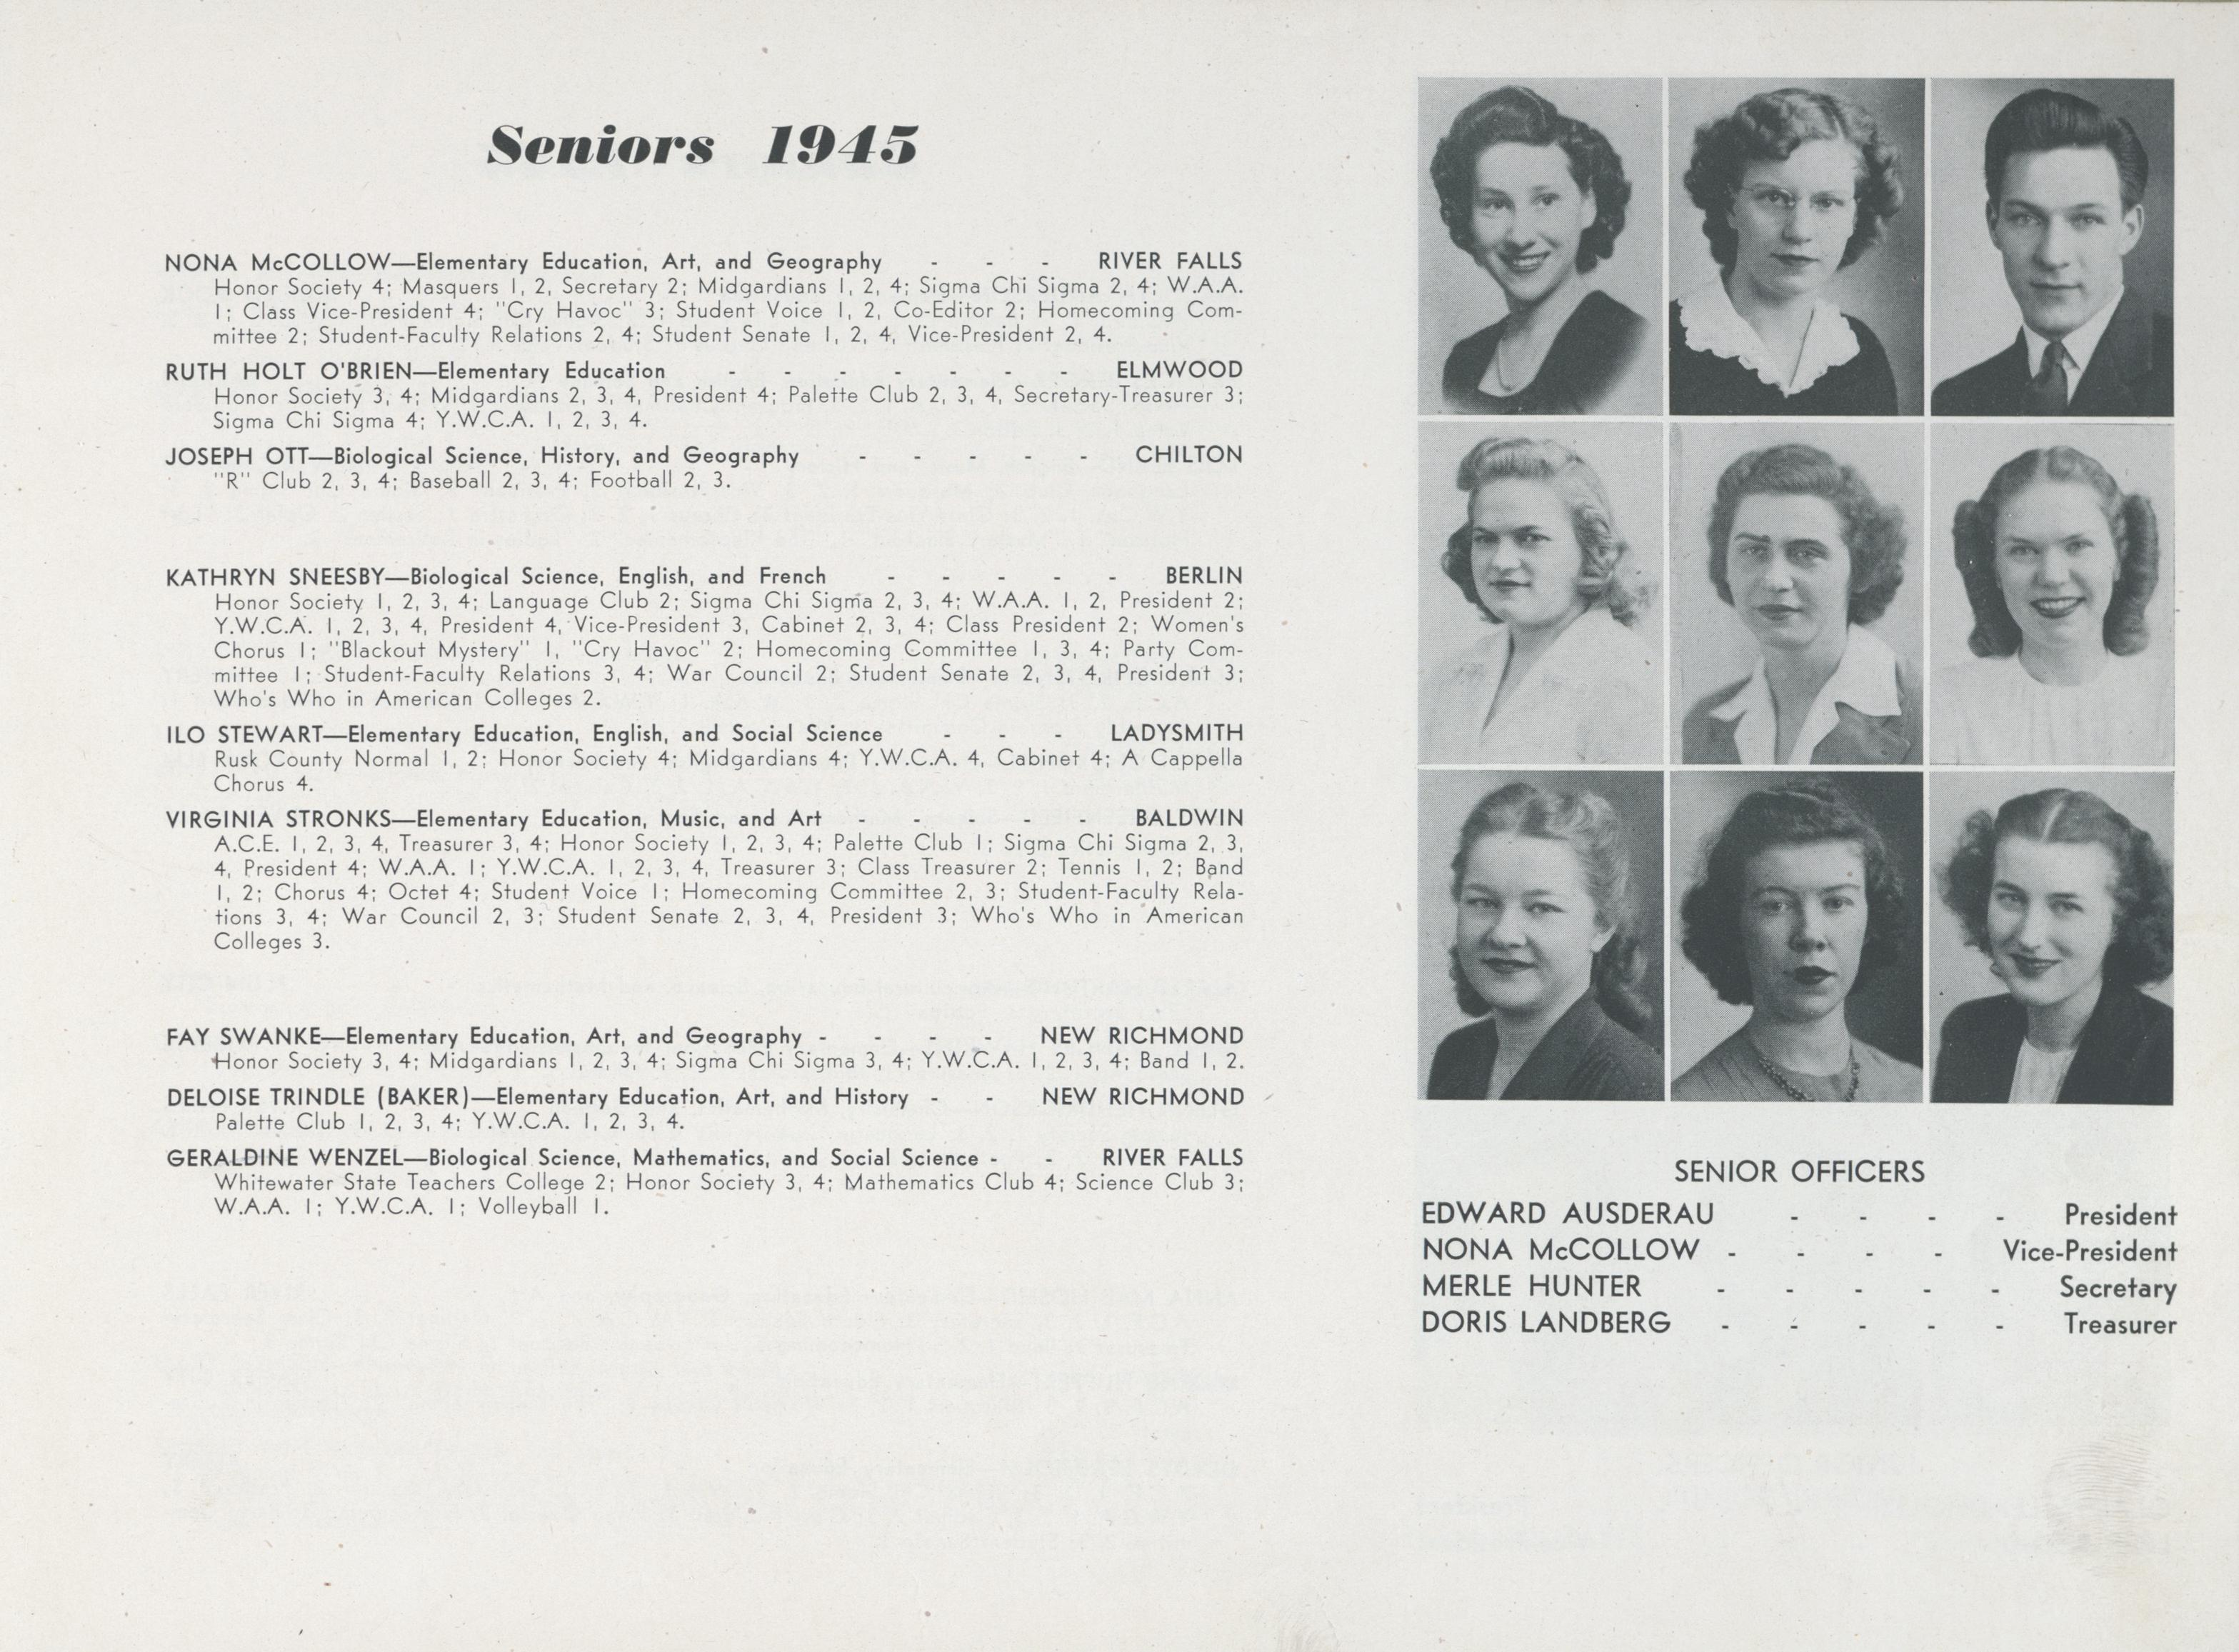 Seniors 1945
NONA McCOLLOW—Elementary Education, Art, and Geography - - - RIVER FALLS
Honor Society 4; Masquers 1, 2, Secretary 2; Midgardians 1, 2, 4; Sigma Chi Sigma 2, 4; W.A.A.
1; Class Vice-President 4; "Cry Havoc" 3; Student Voice 1, 2, Co-Editor 2; Homecoming Com-
mittee 2; Student-Faculty Relations 2, 4; Student Senate 1, 2, 4, Vice-President 2, 4.
RUTH HOLT O'BRIEN—Elementary Education - - - - - - - ELMWOOD
Honor Society 3, 4; Midgardians 2, 3, 4, President 4; Palette Club 2, 3, 4, Secretary-Treasurer 3;
Sigma Chi Sigma 4; Y.W.C.A. 1, 2, 3, 4.
JOSEPH OTT—Biological Science, History, and Geography - - - - - CHILTON
"R" Club 2, 3, 4; Baseball 2, 3, 4; Football 2, 3.
KATHRYN SNEESBY—Biological Science, English, and French - - - - - BERLIN
Honor Society 1, 2, 3, 4; Language Club 2; Sigma Chi Sigma 2, 3, 4; W.A.A. 1, 2, President 2;
Y.W.C.A. 1, 2, 3, 4, President 4, Vice-President 3, Cabinet 2, 3, 4; Class President 2; Women's
Chorus 1; "Blackout Mystery" 1, "Cry Havoc" 2; Homecoming Committee 1, 3, 4; Party Com-
mittee 1; Student-Faculty Relations 3, 4; War Council 2; Student Senate 2, 3, 4, President 3;
Who's Who in American Colleges 2.
ILO STEWART—Elementary Education, English, and Social Science - - - LADYSMITH
Rusk County Normal 1, 2; Honor Society 4; Midgardians 4; Y.W.C.A. 4, Cabinet 4; A Cappella
Chorus 4.
VIRGINIA STRONKS—Elementary Education, Music, and Art - - - - - BALDWIN
A.C.E. 1, 2, 3, 4, Treasurer 3, 4; Honor Society 1, 2, 3, 4; Palette Club 1; Sigma Chi Sigma 2, 3,
4, President 4; W.A.A. 1; Y.W.C.A. 1, 2, 3, 4, Treasurer 3; Class Treasurer 2; Tennis 1, 2; Band
1, 2; Chorus 4; Octet 4; Student Voice 1; Homecoming Committee 2, 3; Student-Faculty Rela-
tions 3, 4; War Council 2, 3; Student Senate 2, 3, 4, President 3; Who's Who in American
Colleges 3.
FAY SWANKE—Elementary Education, Art, and Geography - - - - NEW RICHMOND
Honor Society 3, 4; Midgardians 1, 2, 3, 4; Sigma Chi Sigma 3, 4; Y.W.C.A. 1, 2, 3, 4; Band 1, 2.
DELOISE TRINDLE (BAKER)—Elementary Education, Art, and History - - NEW RICHMOND
Palette Club 1, 2, 3, 4; Y.W.C.A. 1, 2, 3, 4.
GERALDINE WENZEL—Biological Science, Mathematics, and Social Science - - RIVER FALLS
Whitewater State Teachers College 2; Honor Society 3, 4; Mathematics Club 4; Science Club 3;
W.A.A. 1; Y.W.C.A. 1; Volleyball 1.
SENIOR OFFICERS
EDWARD AUSDERAU - - - - President
NONA McCOLLOW - - - - Vice-President
MERLE HUNTER - - - - - Secretary
DORIS LANDBERG - - - - - Treasurer